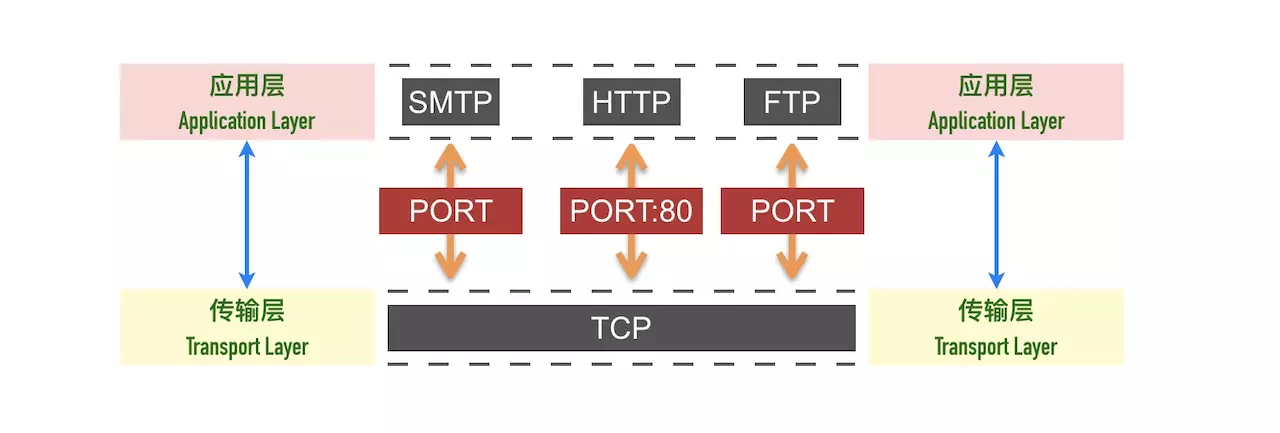 应用层
Application Layer
SMTP
HTTP
FTP
应用层
Application Layer
PORT
PORT:80
PORT
传输层
Transport Layer
TCP
传输层
Transport Layer